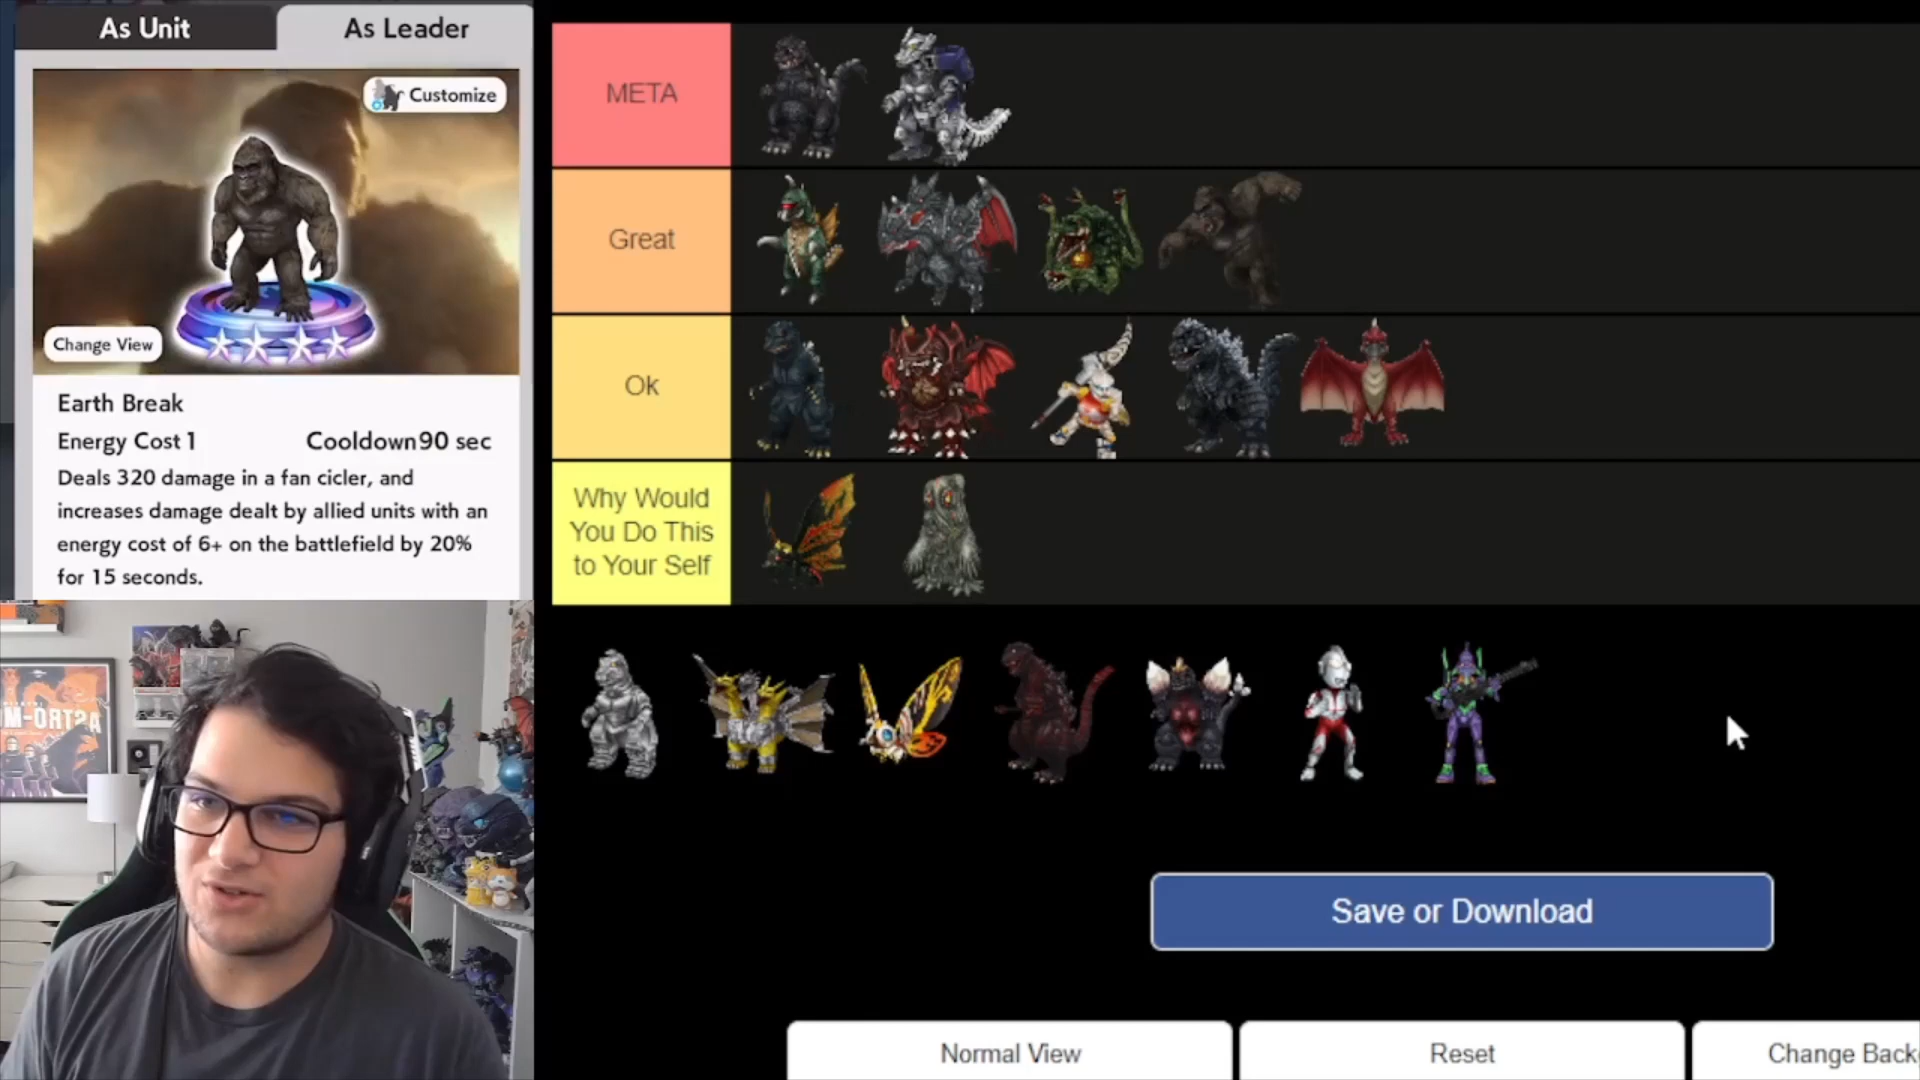 As Unit
As Leader
Customize
Change View
Earth Break
Energy Cost 1
Cooldown 90 sec
Deals 320 damage in a fan cicler, and
increases damage dealt by allied units with an
energy cost of 6+ on the battlefield by 20%
for 15 seconds.
META
Great
Ok
Why Would
You Do This
to Your Self
Save or Download
Normal View
Reset
Change Back